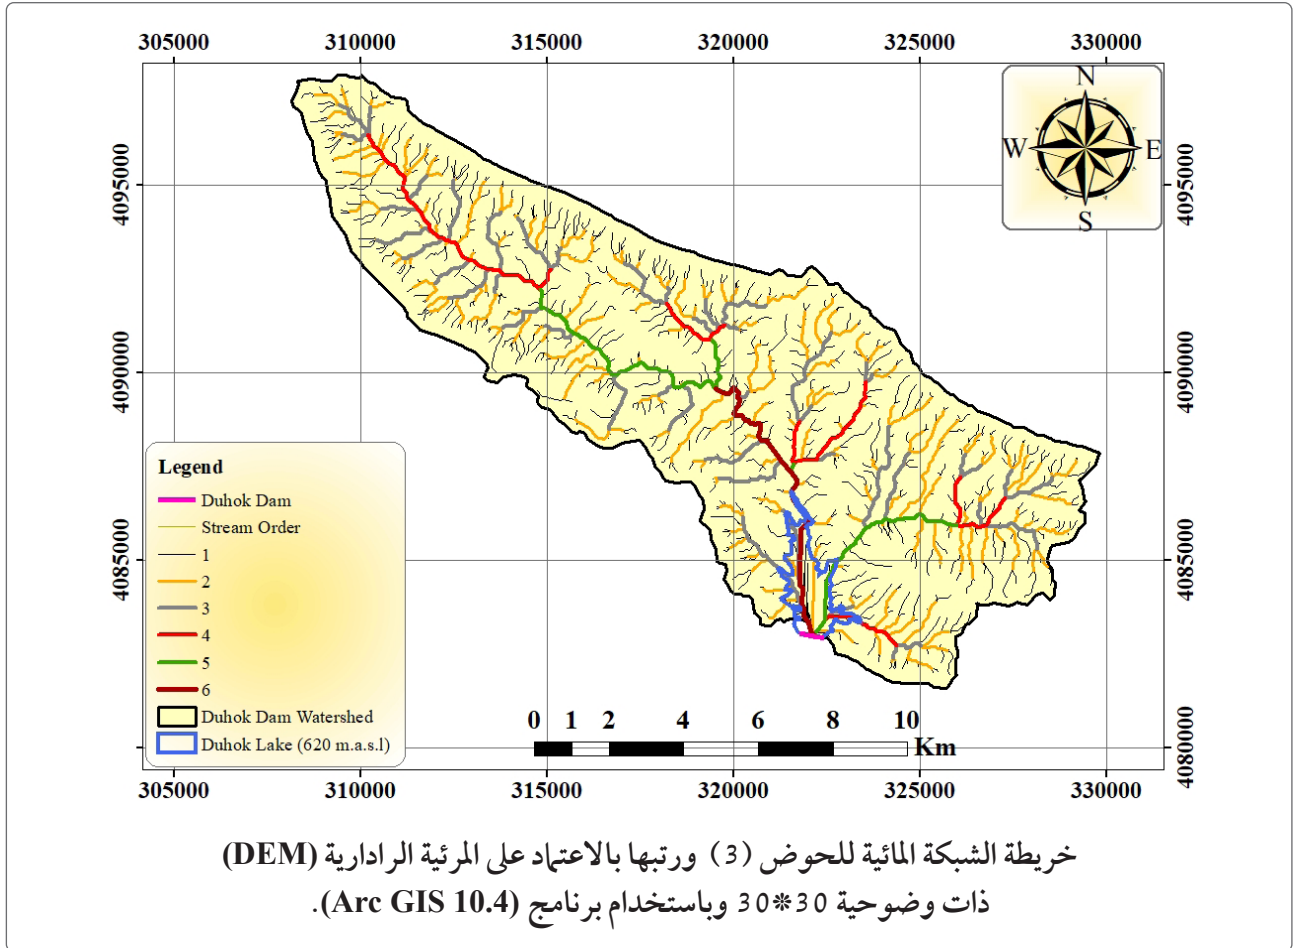 305000 310000 315000 320000 325000 330000
N
W E
S
4095000 4095000
4090000 4090000
4085000 4085000
4080000
Legend
Duhok Dam
Stream Order
1
2
3
4
5
6
Duhok Dam Watershed
Duhok Lake (620 m.a.s.l)
0 1 2 4 6 8 10
Km
305000 310000 315000 320000 325000 330000
خريطة الشبكة المائية للحوض (3) ورتبها بالاعتماد على المرئية الرادارية (DEM)
ذات وضوحية 30*30 وباستخدام برنامج (Arc GIS 10.4).